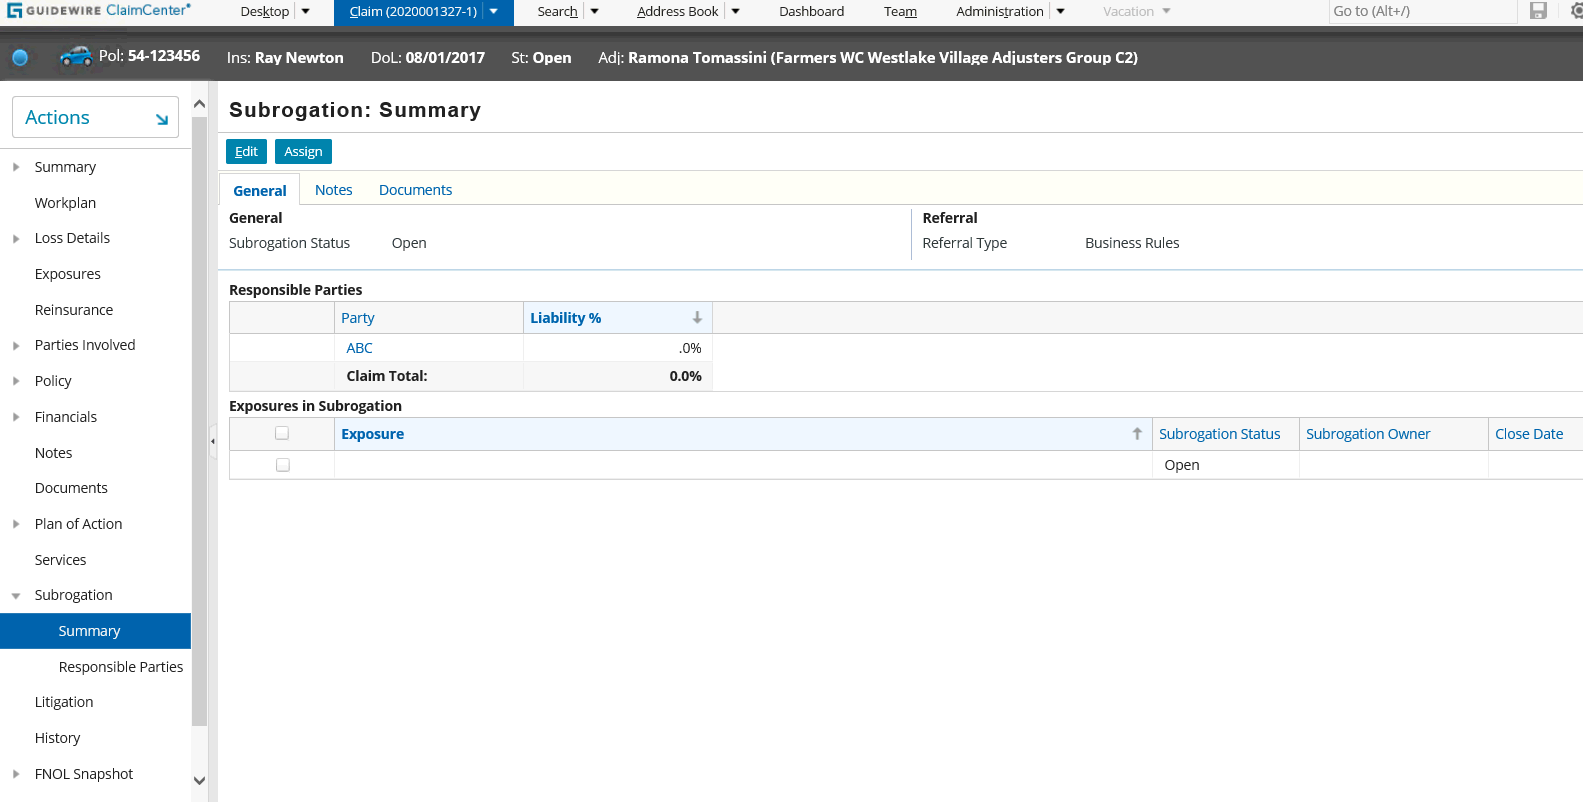 GUIDEWIRE ClaimCenter
Desktop Claim (2020001327-1) Search Address Book Dashboard Team Administration Vacation Go to (Alt+/)
Pol: 54-123456 Ins: Ray Newton DoL: 08/01/2017 St: Open Adj: Ramona Tomassini (Farmers WC Westlake Village Adjusters Group C2)
Actions
Summary
Workplan
Loss Details
Exposures
Reinsurance
Parties Involved
Policy
Financials
Notes
Documents
Plan of Action
Services
Subrogation
Summary
Responsible Parties
Litigation
History
FNOL Snapshot
Subrogation: Summary
Edit Assign
General Notes Documents
General
Subrogation Status Open
Referral
Referral Type Business Rules
Responsible Parties
Party Liability %
ABC .0%
Claim Total: 0.0%
Exposures in Subrogation
Exposure Subrogation Status Subrogation Owner Close Date
Open